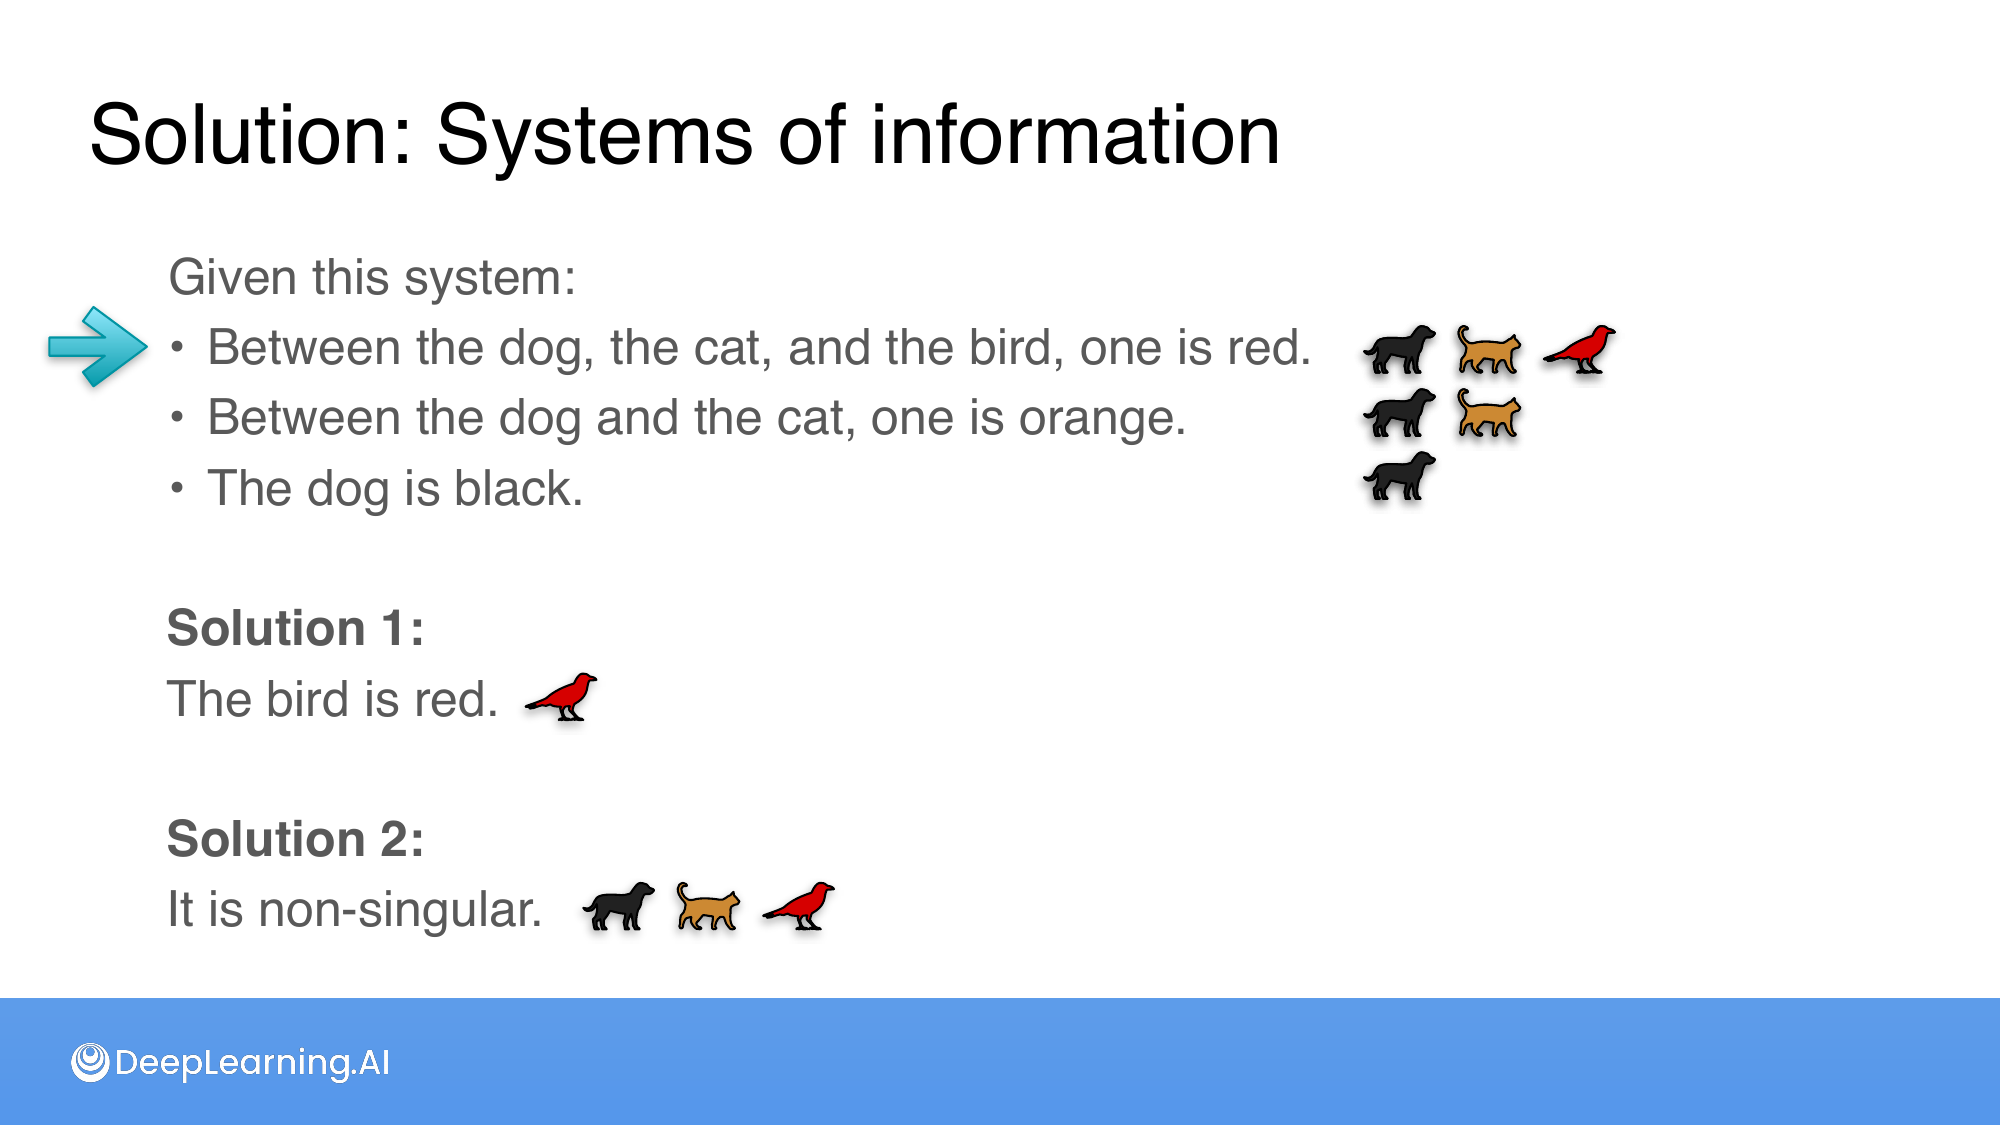 Solution: Systems of information
Given this system:
• Between the dog, the cat, and the bird, one is red.
• Between the dog and the cat, one is orange.
• The dog is black.
Solution 1:
The bird is red.
Solution 2:
It is non-singular.
DeepLearning.AI